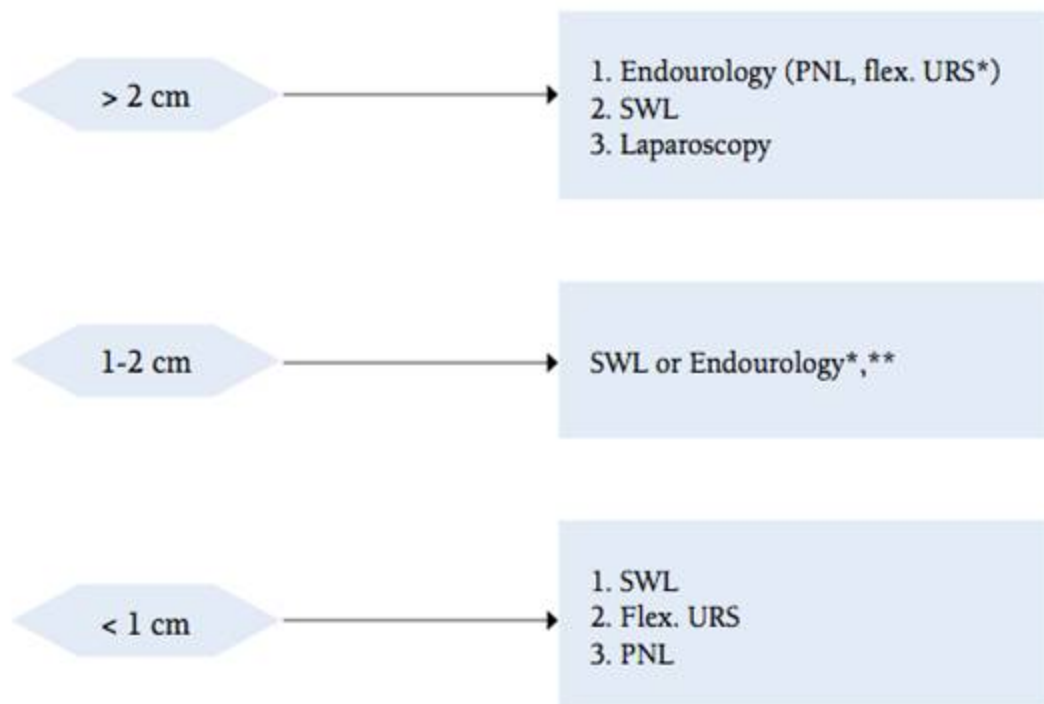 > 2 cm
1. Endourology (PNL, flex. URS*)
2. SWL
3. Laparoscopy
1-2 cm
SWL or Endourology*,**
< 1 cm
1. SWL
2. Flex. URS
3. PNL